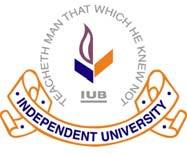 TEACHETH MAN THAT WHICH HE KNEW NOT
IUB
· INDEPENDENT UNIVERSITY ·